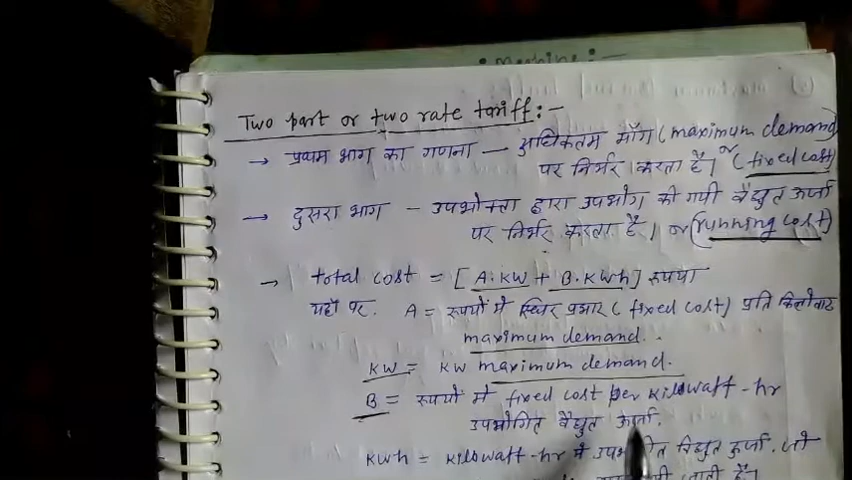 machine :-
Two part or two rate tariff:-
→ प्रथम भाग का गणना — अधिकतम माँग (maximum demand)
पर निर्भर करता है। or (fixed cost)
→ दुसरा भाग - उपभोक्ता द्वारा उपभोग की गयी वैद्युत ऊर्जा
पर निर्भर करता है। or (running cost)
→ total cost = [A.KW + B.KWh] रुपया
यहाँ पर. A = रुपयों में स्थिर प्रभार (fixed cost) प्रति किलोवाट
maximum demand.
KW = KW maximum demand.
B = रुपयों में fixed cost per Kilowatt-hr
उपभोगित वैद्युत ऊर्जा.
KWh = Kilowatt-hr में विद्युत ऊर्जा. जो
जाती है।